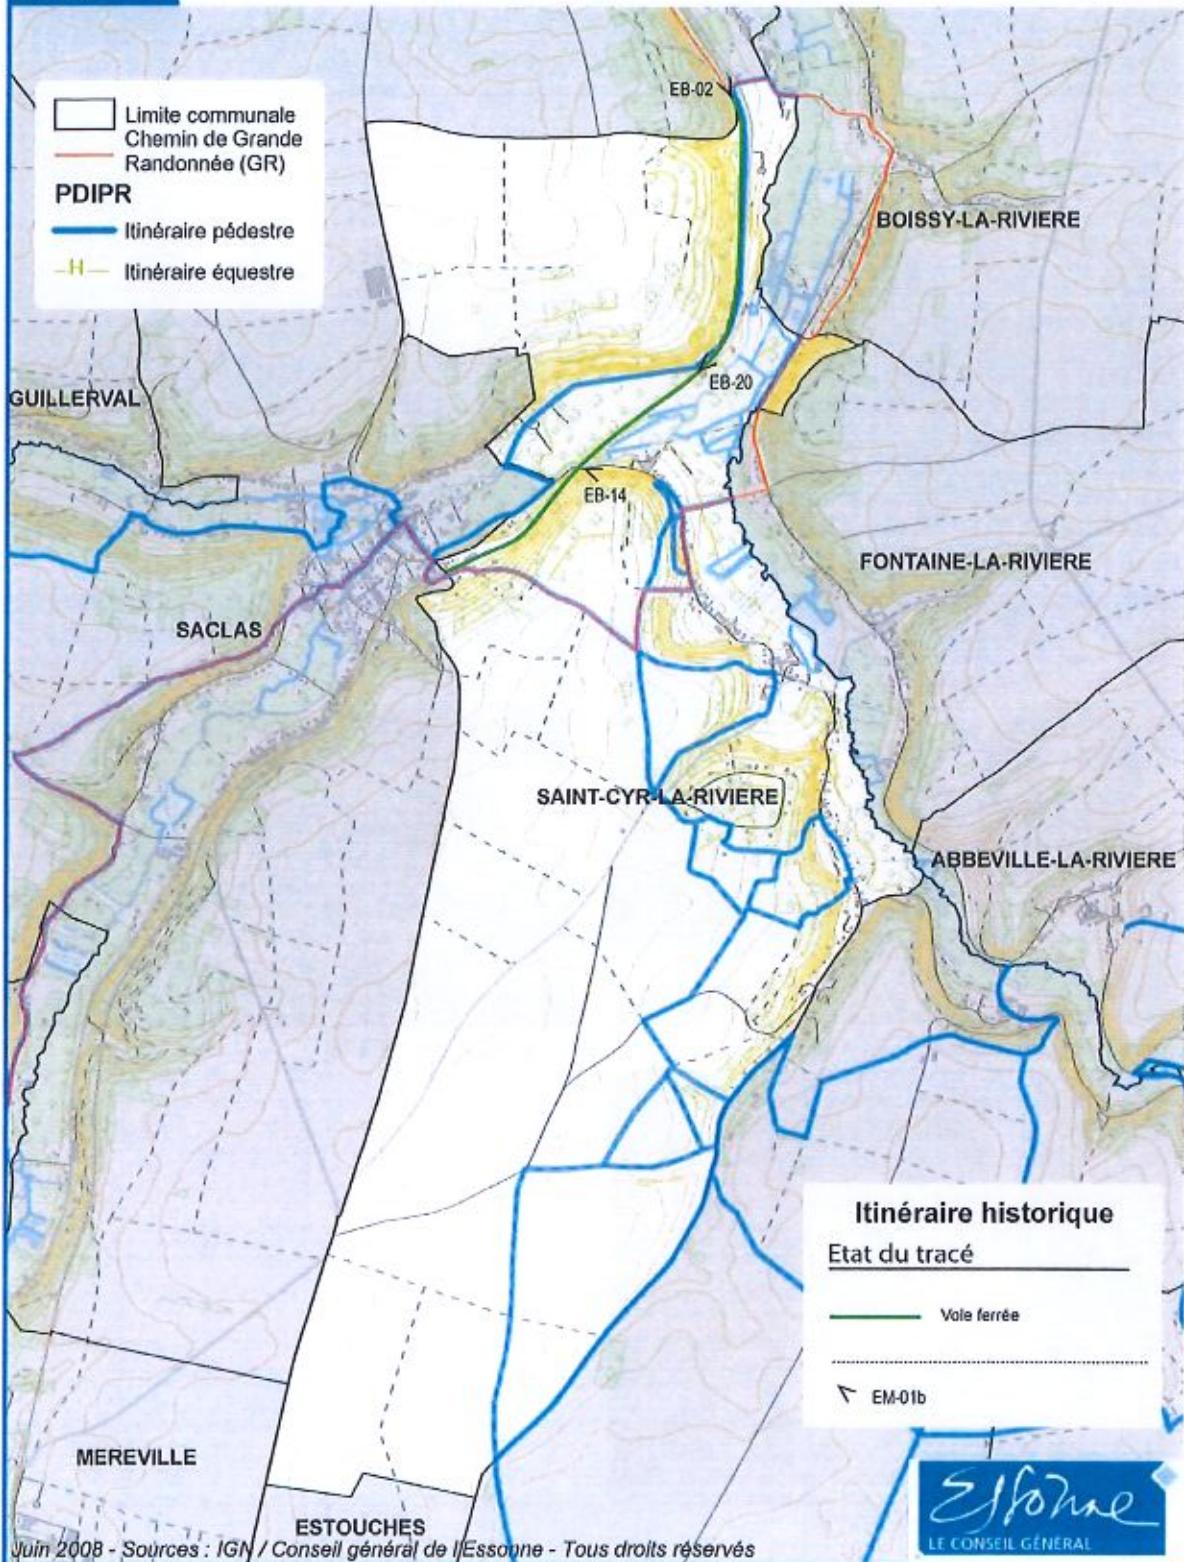 Limite communale
Chemin de Grande
Randonnée (GR)
PDIPR
Itinéraire pédestre
H Itinéraire équestre
EB-02
BOISSY-LA-RIVIERE
EB-20
GUILLERVAL
EB-14
FONTAINE-LA-RIVIERE
SACLAS
SAINT-CYR-LA-RIVIERE
ABBEVILLE-LA-RIVIERE
Itinéraire historique
Etat du tracé
Voie ferrée
EM-01b
MEREVILLE
ESTOUCHES
Essonne
LE CONSEIL GÉNÉRAL
Juin 2008 - Sources : IGN / Conseil général de l'Essonne - Tous droits réservés